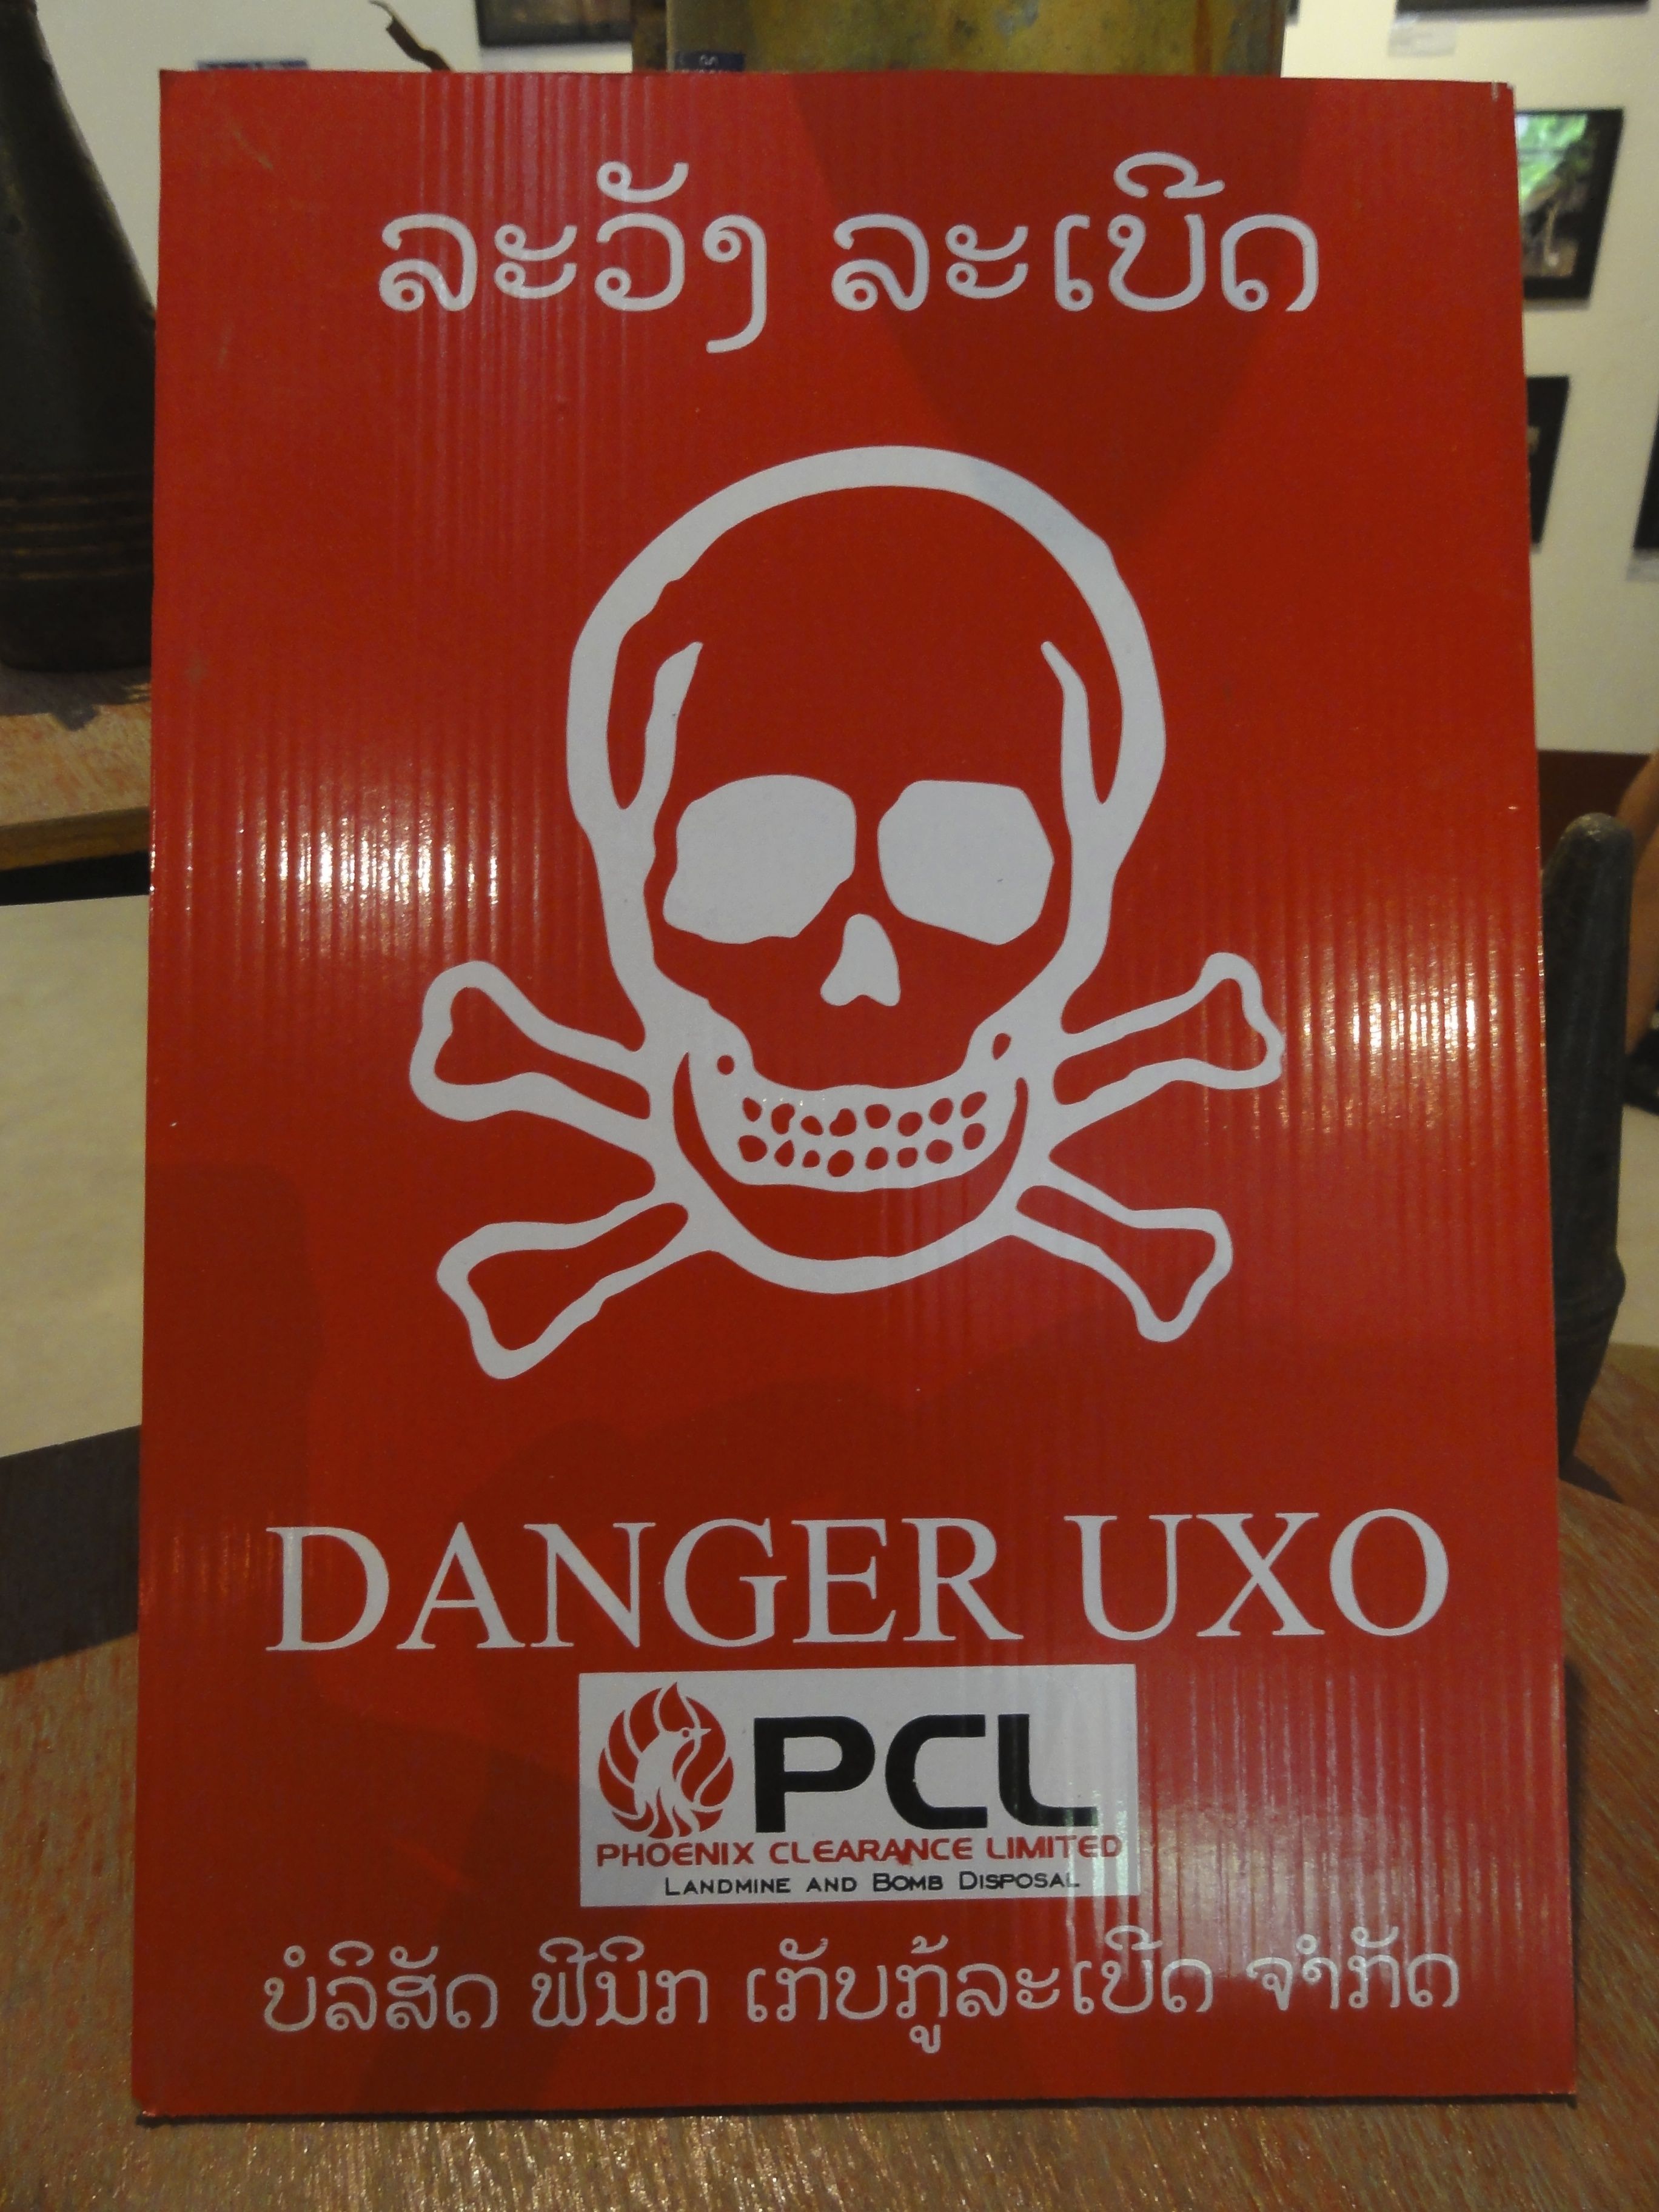 ລະວັງ ລະເບີດ
DANGER UXO
PCL
PHOENIX CLEARANCE LIMITED
LANDMINE AND BOMB DISPOSAL
ບໍລິສັດ ຟີນິກ ເກັບກູ້ລະເບີດ ຈຳກັດ